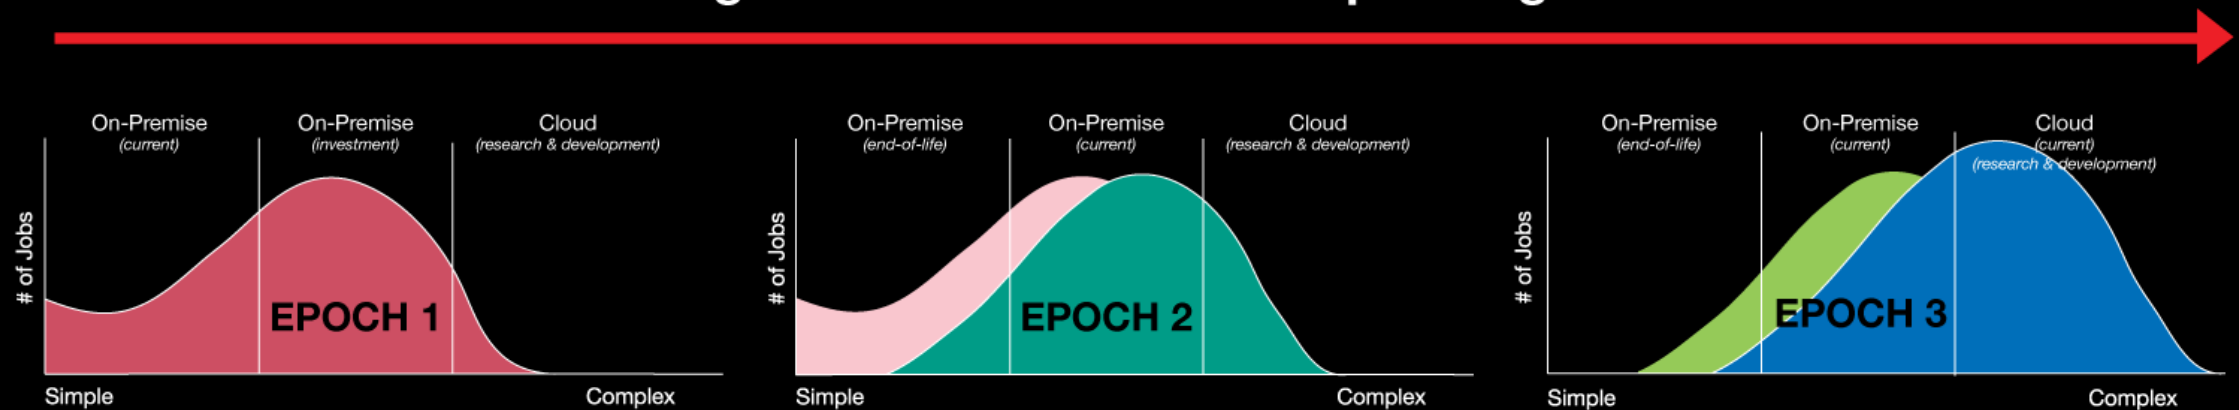 On-Premise
(current)
On-Premise
(investment)
Cloud
(research & development)
# of Jobs
EPOCH 1
Simple
Complex
On-Premise
(end-of-life)
On-Premise
(current)
Cloud
(research & development)
# of Jobs
EPOCH 2
Simple
Complex
On-Premise
(end-of-life)
On-Premise
(current)
Cloud
(current)
(research & development)
# of Jobs
EPOCH 3
Simple
Complex